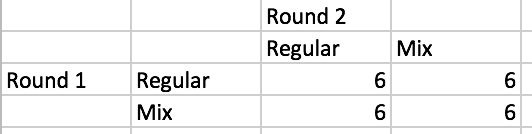 Round 2
Regular Mix
Round 1 Regular 6 6
Mix 6 6